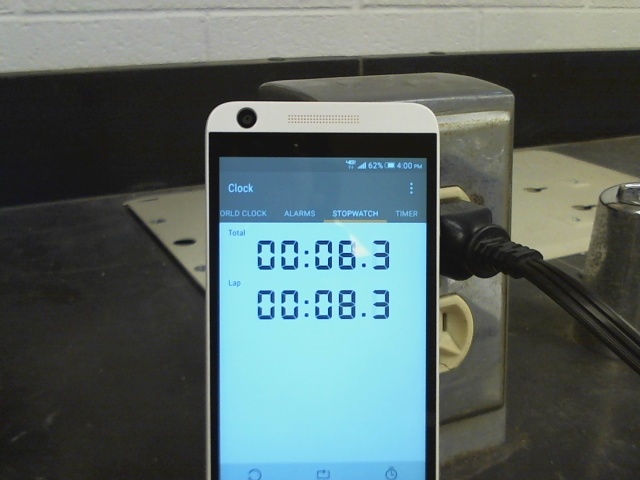 62% 4:00 PM
Clock
ORLD CLOCK ALARMS STOPWATCH TIMER
Total
00:08.3
Lap
00:08.3